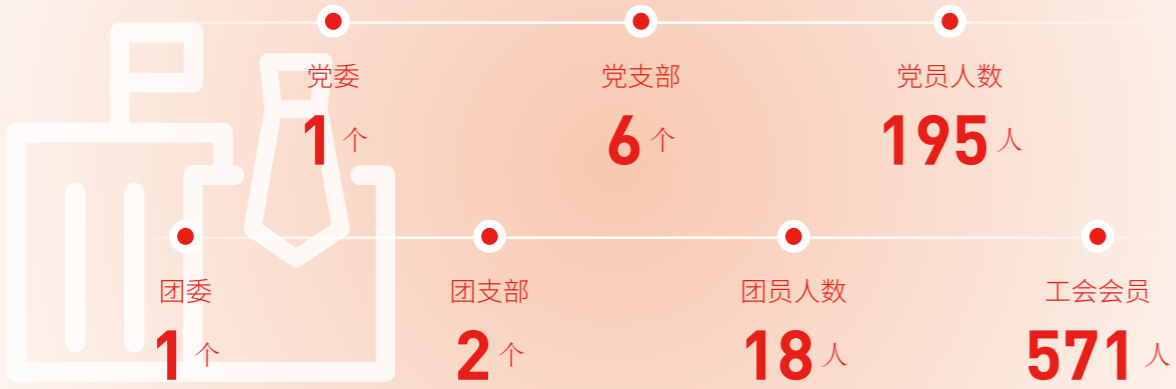 党委 党支部 党员人数
1个 6个 195人
团委 团支部 团员人数 工会会员
1个 2个 18人 571人